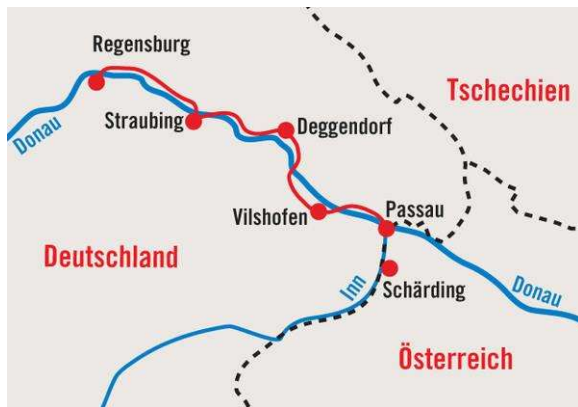 Regensburg
Tschechien
Donau
Straubing
Deggendorf
Vilshofen
Passau
Deutschland
Inn
Schärding
Donau
Österreich